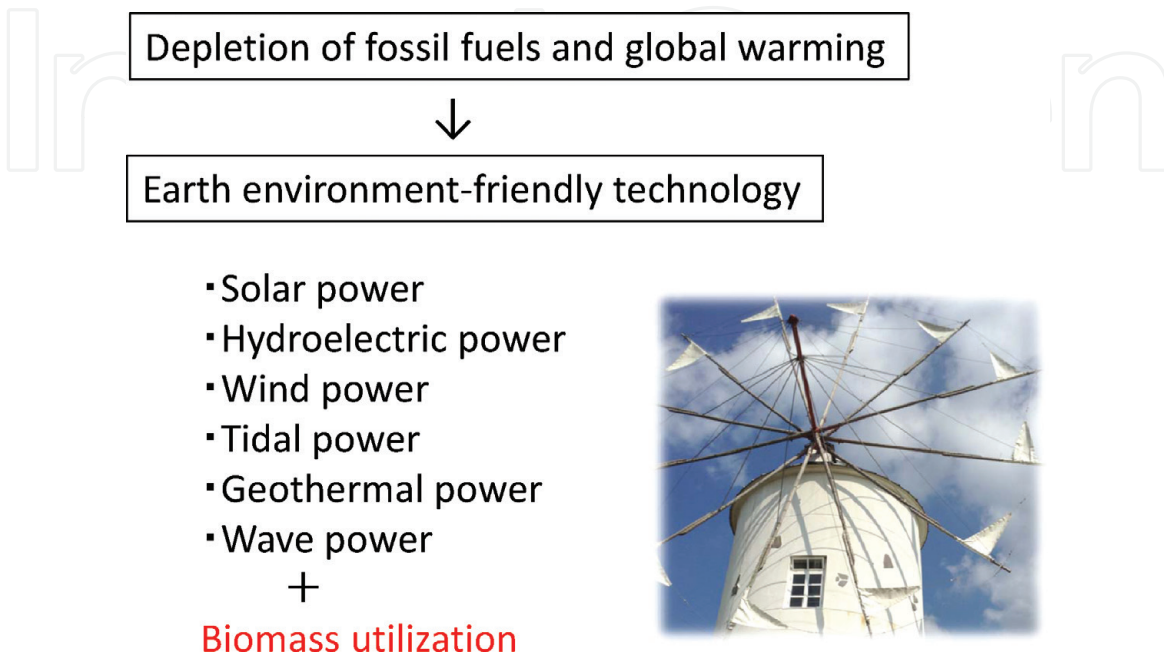 Depletion of fossil fuels and global warming
↓
Earth environment-friendly technology
・Solar power
・Hydroelectric power
・Wind power
・Tidal power
・Geothermal power
・Wave power
+
Biomass utilization